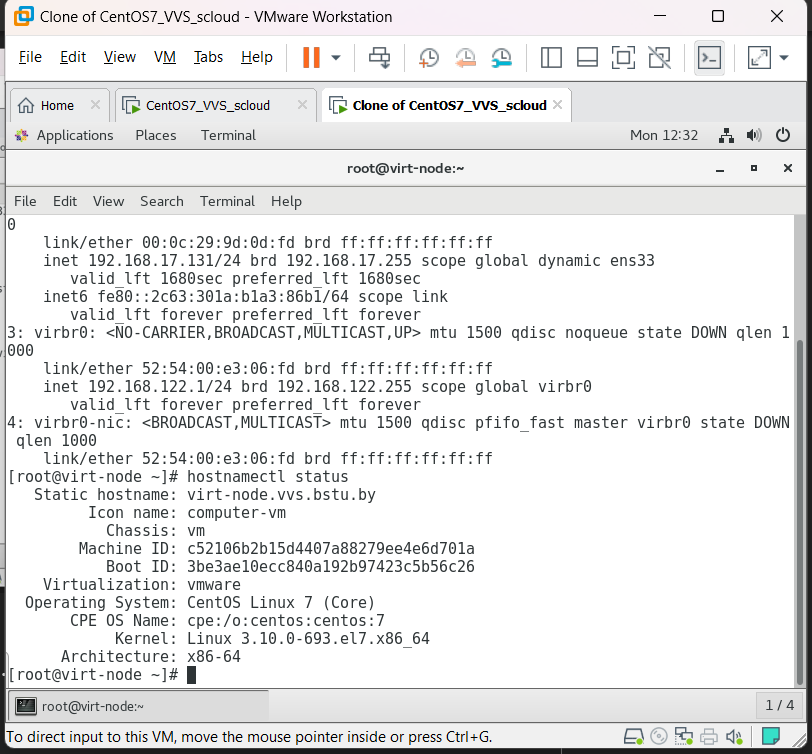 Clone of CentOS7_VVS_scloud - VMware Workstation
File Edit View VM Tabs Help
Home CentOS7_VVS_scloud Clone of CentOS7_VVS_scloud
Applications Places Terminal Mon 12:32
root@virt-node:~
File Edit View Search Terminal Help
0
    link/ether 00:0c:29:9d:0d:fd brd ff:ff:ff:ff:ff:ff
    inet 192.168.17.131/24 brd 192.168.17.255 scope global dynamic ens33
       valid_lft 1680sec preferred_lft 1680sec
    inet6 fe80::2c63:301a:b1a3:86b1/64 scope link
       valid_lft forever preferred_lft forever
3: virbr0: <NO-CARRIER,BROADCAST,MULTICAST,UP> mtu 1500 qdisc noqueue state DOWN qlen 1
000
    link/ether 52:54:00:e3:06:fd brd ff:ff:ff:ff:ff:ff
    inet 192.168.122.1/24 brd 192.168.122.255 scope global virbr0
       valid_lft forever preferred_lft forever
4: virbr0-nic: <BROADCAST,MULTICAST> mtu 1500 qdisc pfifo_fast master virbr0 state DOWN
 qlen 1000
    link/ether 52:54:00:e3:06:fd brd ff:ff:ff:ff:ff:ff
[root@virt-node ~]# hostnamectl status
   Static hostname: virt-node.vvs.bstu.by
         Icon name: computer-vm
           Chassis: vm
        Machine ID: c52106b2b15d4407a88279ee4e6d701a
           Boot ID: 3be3ae10ecc840a192b97423c5b56c26
    Virtualization: vmware
  Operating System: CentOS Linux 7 (Core)
       CPE OS Name: cpe:/o:centos:centos:7
            Kernel: Linux 3.10.0-693.el7.x86_64
      Architecture: x86-64
[root@virt-node ~]#
root@virt-node:~ 1 / 4
To direct input to this VM, move the mouse pointer inside or press Ctrl+G.